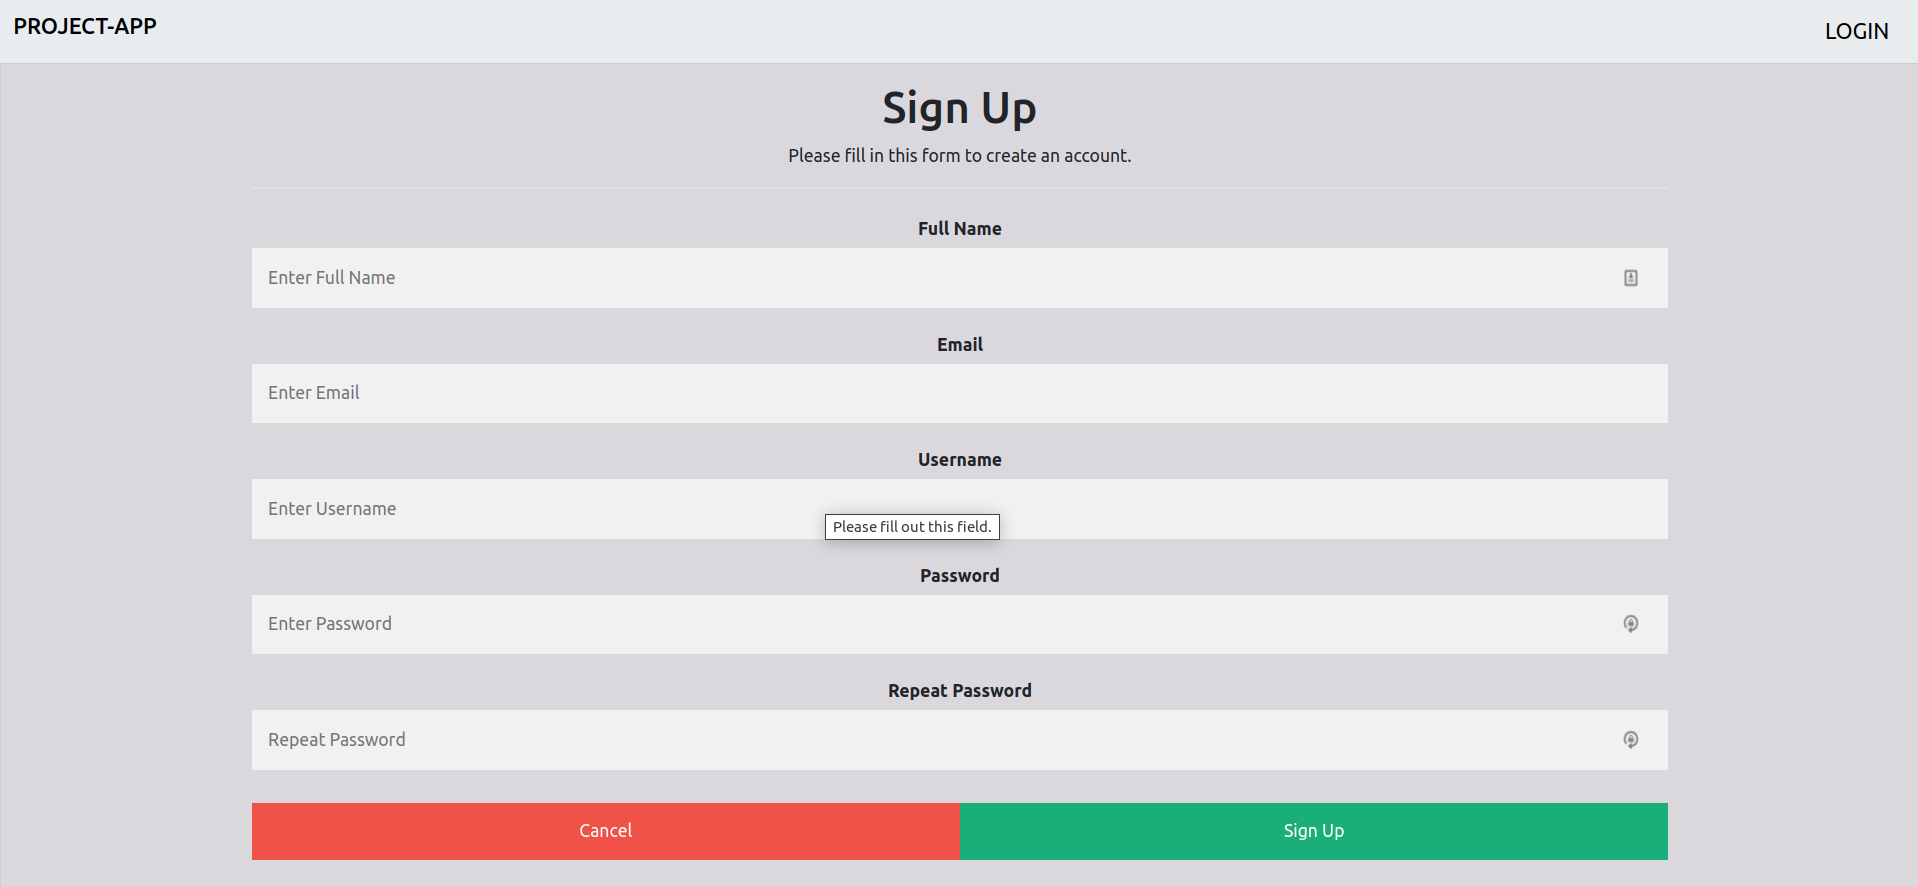 PROJECT-APP
LOGIN
Sign Up
Please fill in this form to create an account.
Full Name
Enter Full Name
Email
Enter Email
Username
Enter Username
Please fill out this field.
Password
Enter Password
Repeat Password
Repeat Password
Cancel
Sign Up